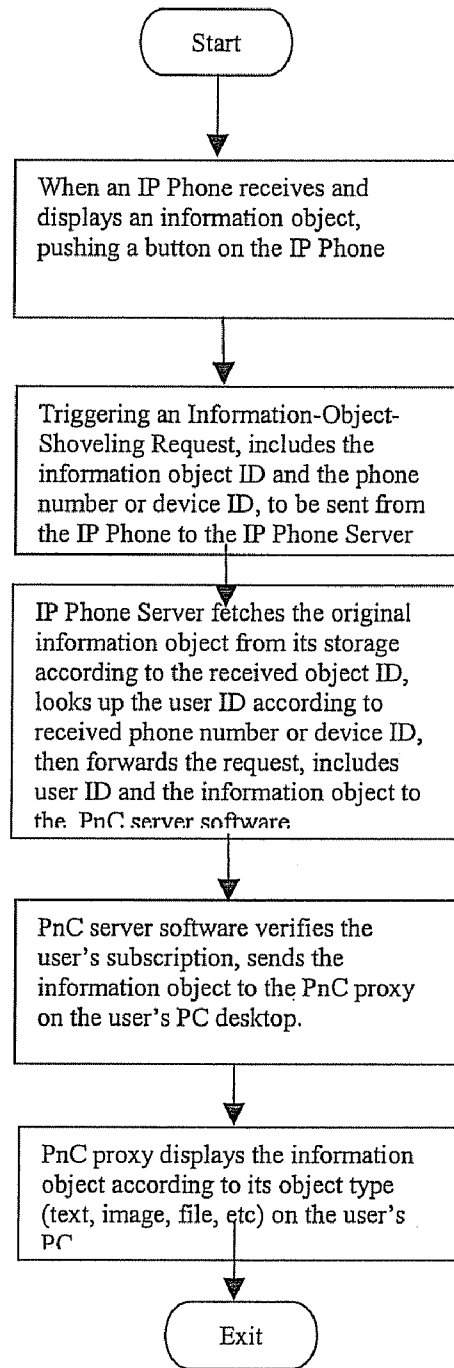 Start
When an IP Phone receives and
displays an information object,
pushing a button on the IP Phone
Triggering an Information-Object-
Shoveling Request, includes the
information object ID and the phone
number or device ID, to be sent from
the IP Phone to the IP Phone Server
IP Phone Server fetches the original
information object from its storage
according to the received object ID,
looks up the user ID according to
received phone number or device ID,
then forwards the request, includes
user ID and the information object to
the PnC server software
PnC server software verifies the
user's subscription, sends the
information object to the PnC proxy
on the user's PC desktop.
PnC proxy displays the information
object according to its object type
(text, image, file, etc) on the user's
PC
Exit